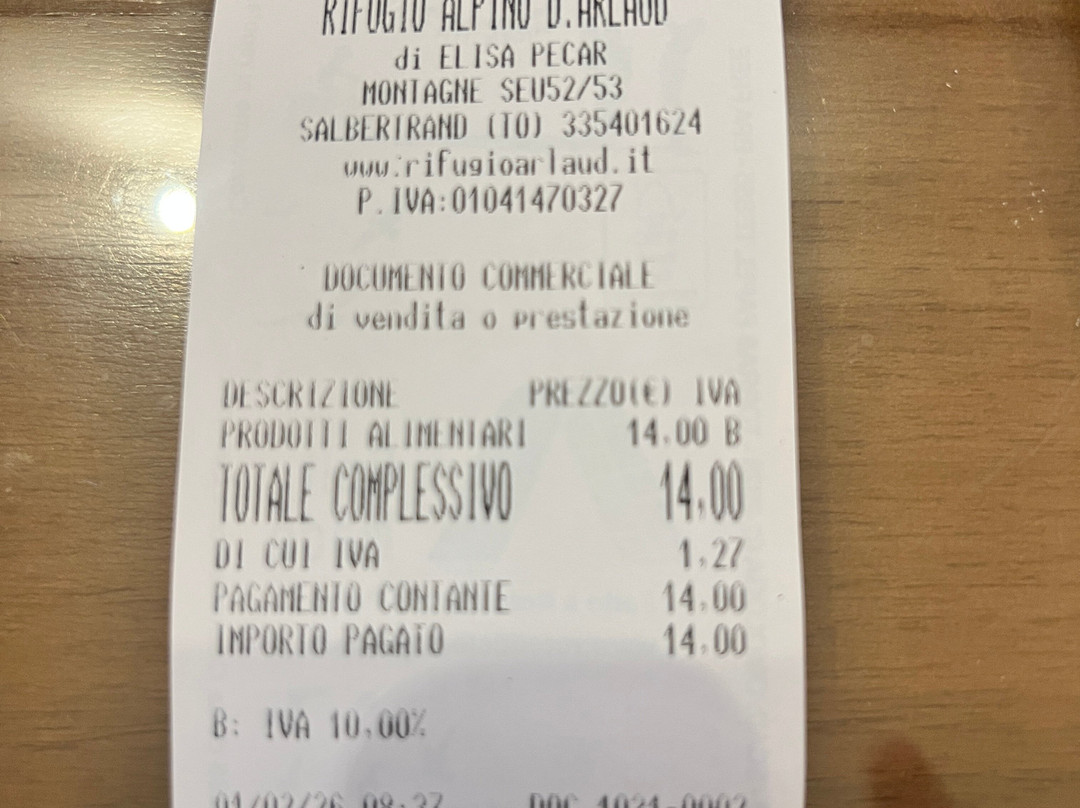 RIFUGIO ALPINO D.ARLAUD
di ELISA PECAR
MONTAGNE SEU52/53
SALBERTRAND (TO) 335401624
www.rifugioarlaud.it
P.IVA:01041470327
DOCUMENTO COMMERCIALE
di vendita o prestazione
DESCRIZIONE PREZZO(€) IVA
PRODOTTI ALIMENTARI 14.00 B
TOTALE COMPLESSIVO 14,00
DI CUI IVA 1,27
PAGAMENTO CONTANTE 14,00
IMPORTO PAGATO 14,00
B: IVA 10,00%
DOC